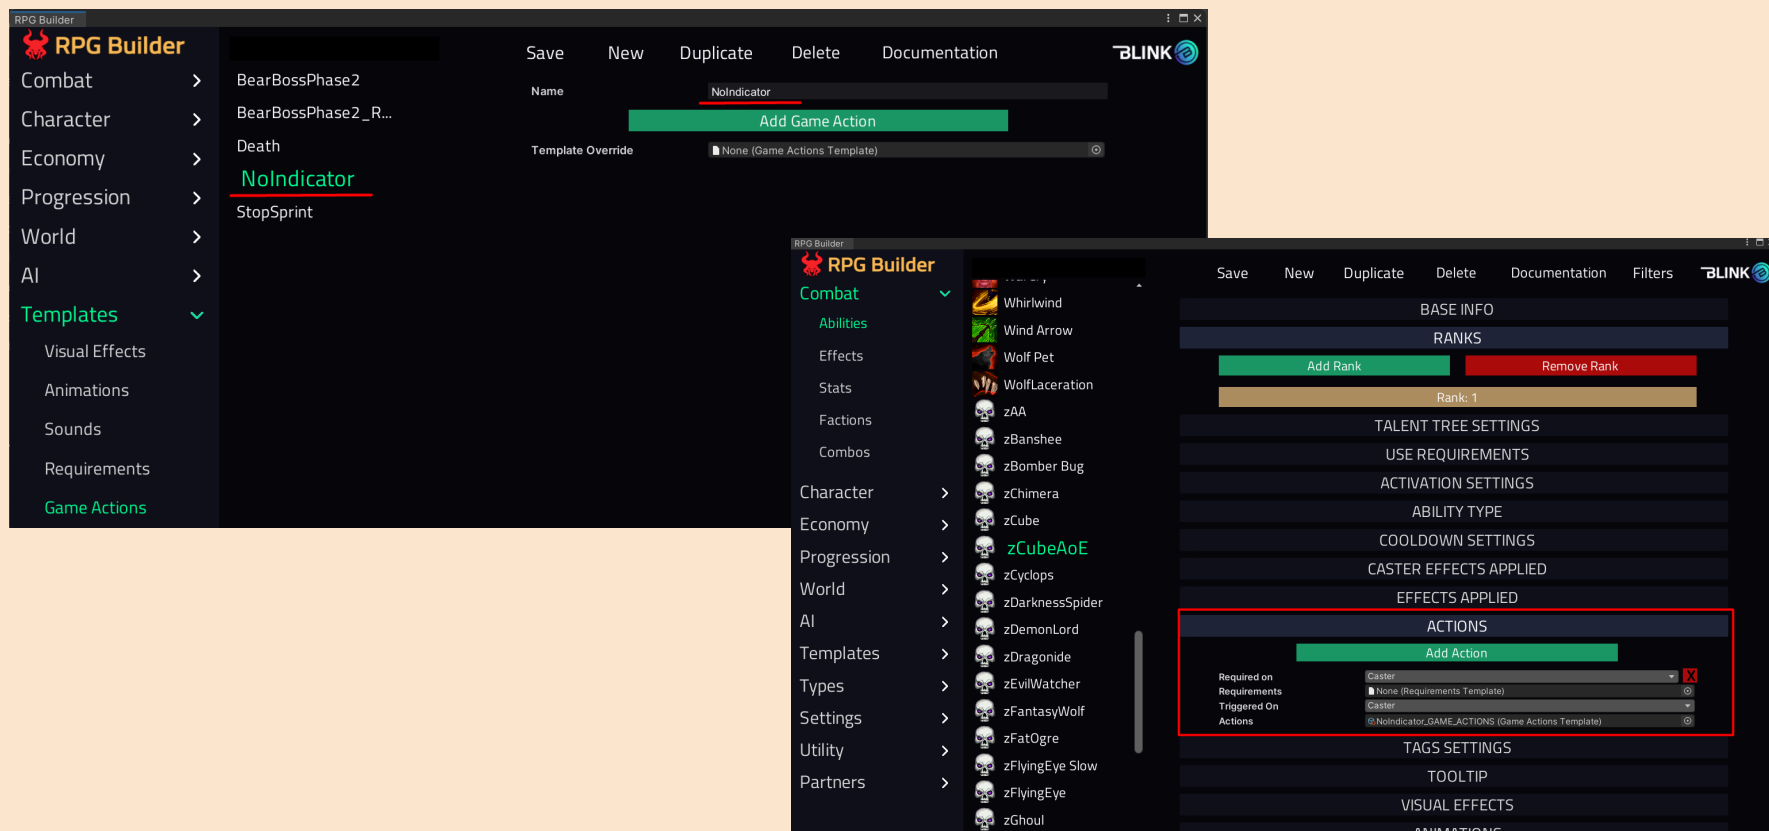 RPG Builder
RPG Builder
Combat
Character
Economy
Progression
World
AI
Templates
Visual Effects
Animations
Sounds
Requirements
Game Actions
BearBossPhase2
BearBossPhase2_R...
Death
NoIndicator
StopSprint
Save New Duplicate Delete Documentation
BLINK
Name NoIndicator
Add Game Action
Template Override None (Game Actions Template)
RPG Builder
RPG Builder
Combat
Abilities
Effects
Stats
Factions
Combos
Character
Economy
Progression
World
AI
Templates
Types
Settings
Utility
Partners
Whirlwind
Wind Arrow
Wolf Pet
WolfLaceration
zAA
zBanshee
zBomber Bug
zChimera
zCube
zCubeAoE
zCyclops
zDarknessSpider
zDemonLord
zDragonide
zEvilWatcher
zFantasyWolf
zFatOgre
zFlyingEye Slow
zFlyingEye
zGhoul
Save New Duplicate Delete Documentation Filters
BLINK
BASE INFO
RANKS
Add Rank Remove Rank
Rank: 1
TALENT TREE SETTINGS
USE REQUIREMENTS
ACTIVATION SETTINGS
ABILITY TYPE
COOLDOWN SETTINGS
CASTER EFFECTS APPLIED
EFFECTS APPLIED
ACTIONS
Add Action
Required on Caster X
Requirements None (Requirements Template)
Triggered On Caster
Actions NoIndicator_GAME_ACTIONS (Game Actions Template)
TAGS SETTINGS
TOOLTIP
VISUAL EFFECTS